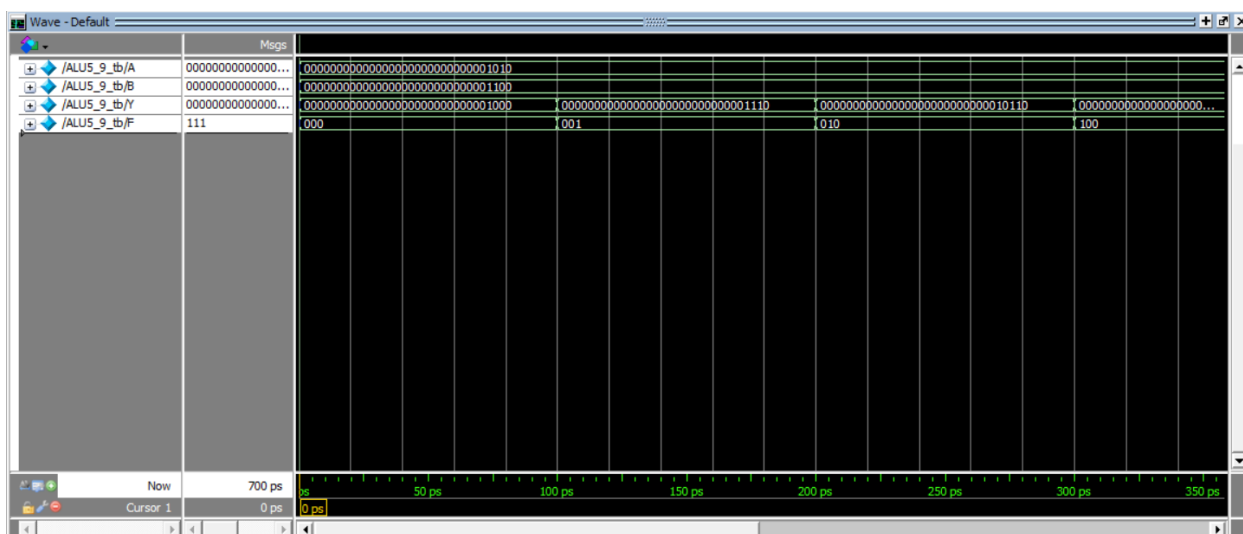 Wave - Default
Msgs
/ALU5_9_tb/A 00000000000000... 00000000000000000000000000001010
/ALU5_9_tb/B 00000000000000... 00000000000000000000000000001100
/ALU5_9_tb/Y 00000000000000... 00000000000000000000000000001000 00000000000000000000000000001110 00000000000000000000000000010110 0000000000000000000...
/ALU5_9_tb/F 111 000 001 010 100
Now 700 ps ps 50 ps 100 ps 150 ps 200 ps 250 ps 300 ps 350 ps
Cursor 1 0 ps 0 ps